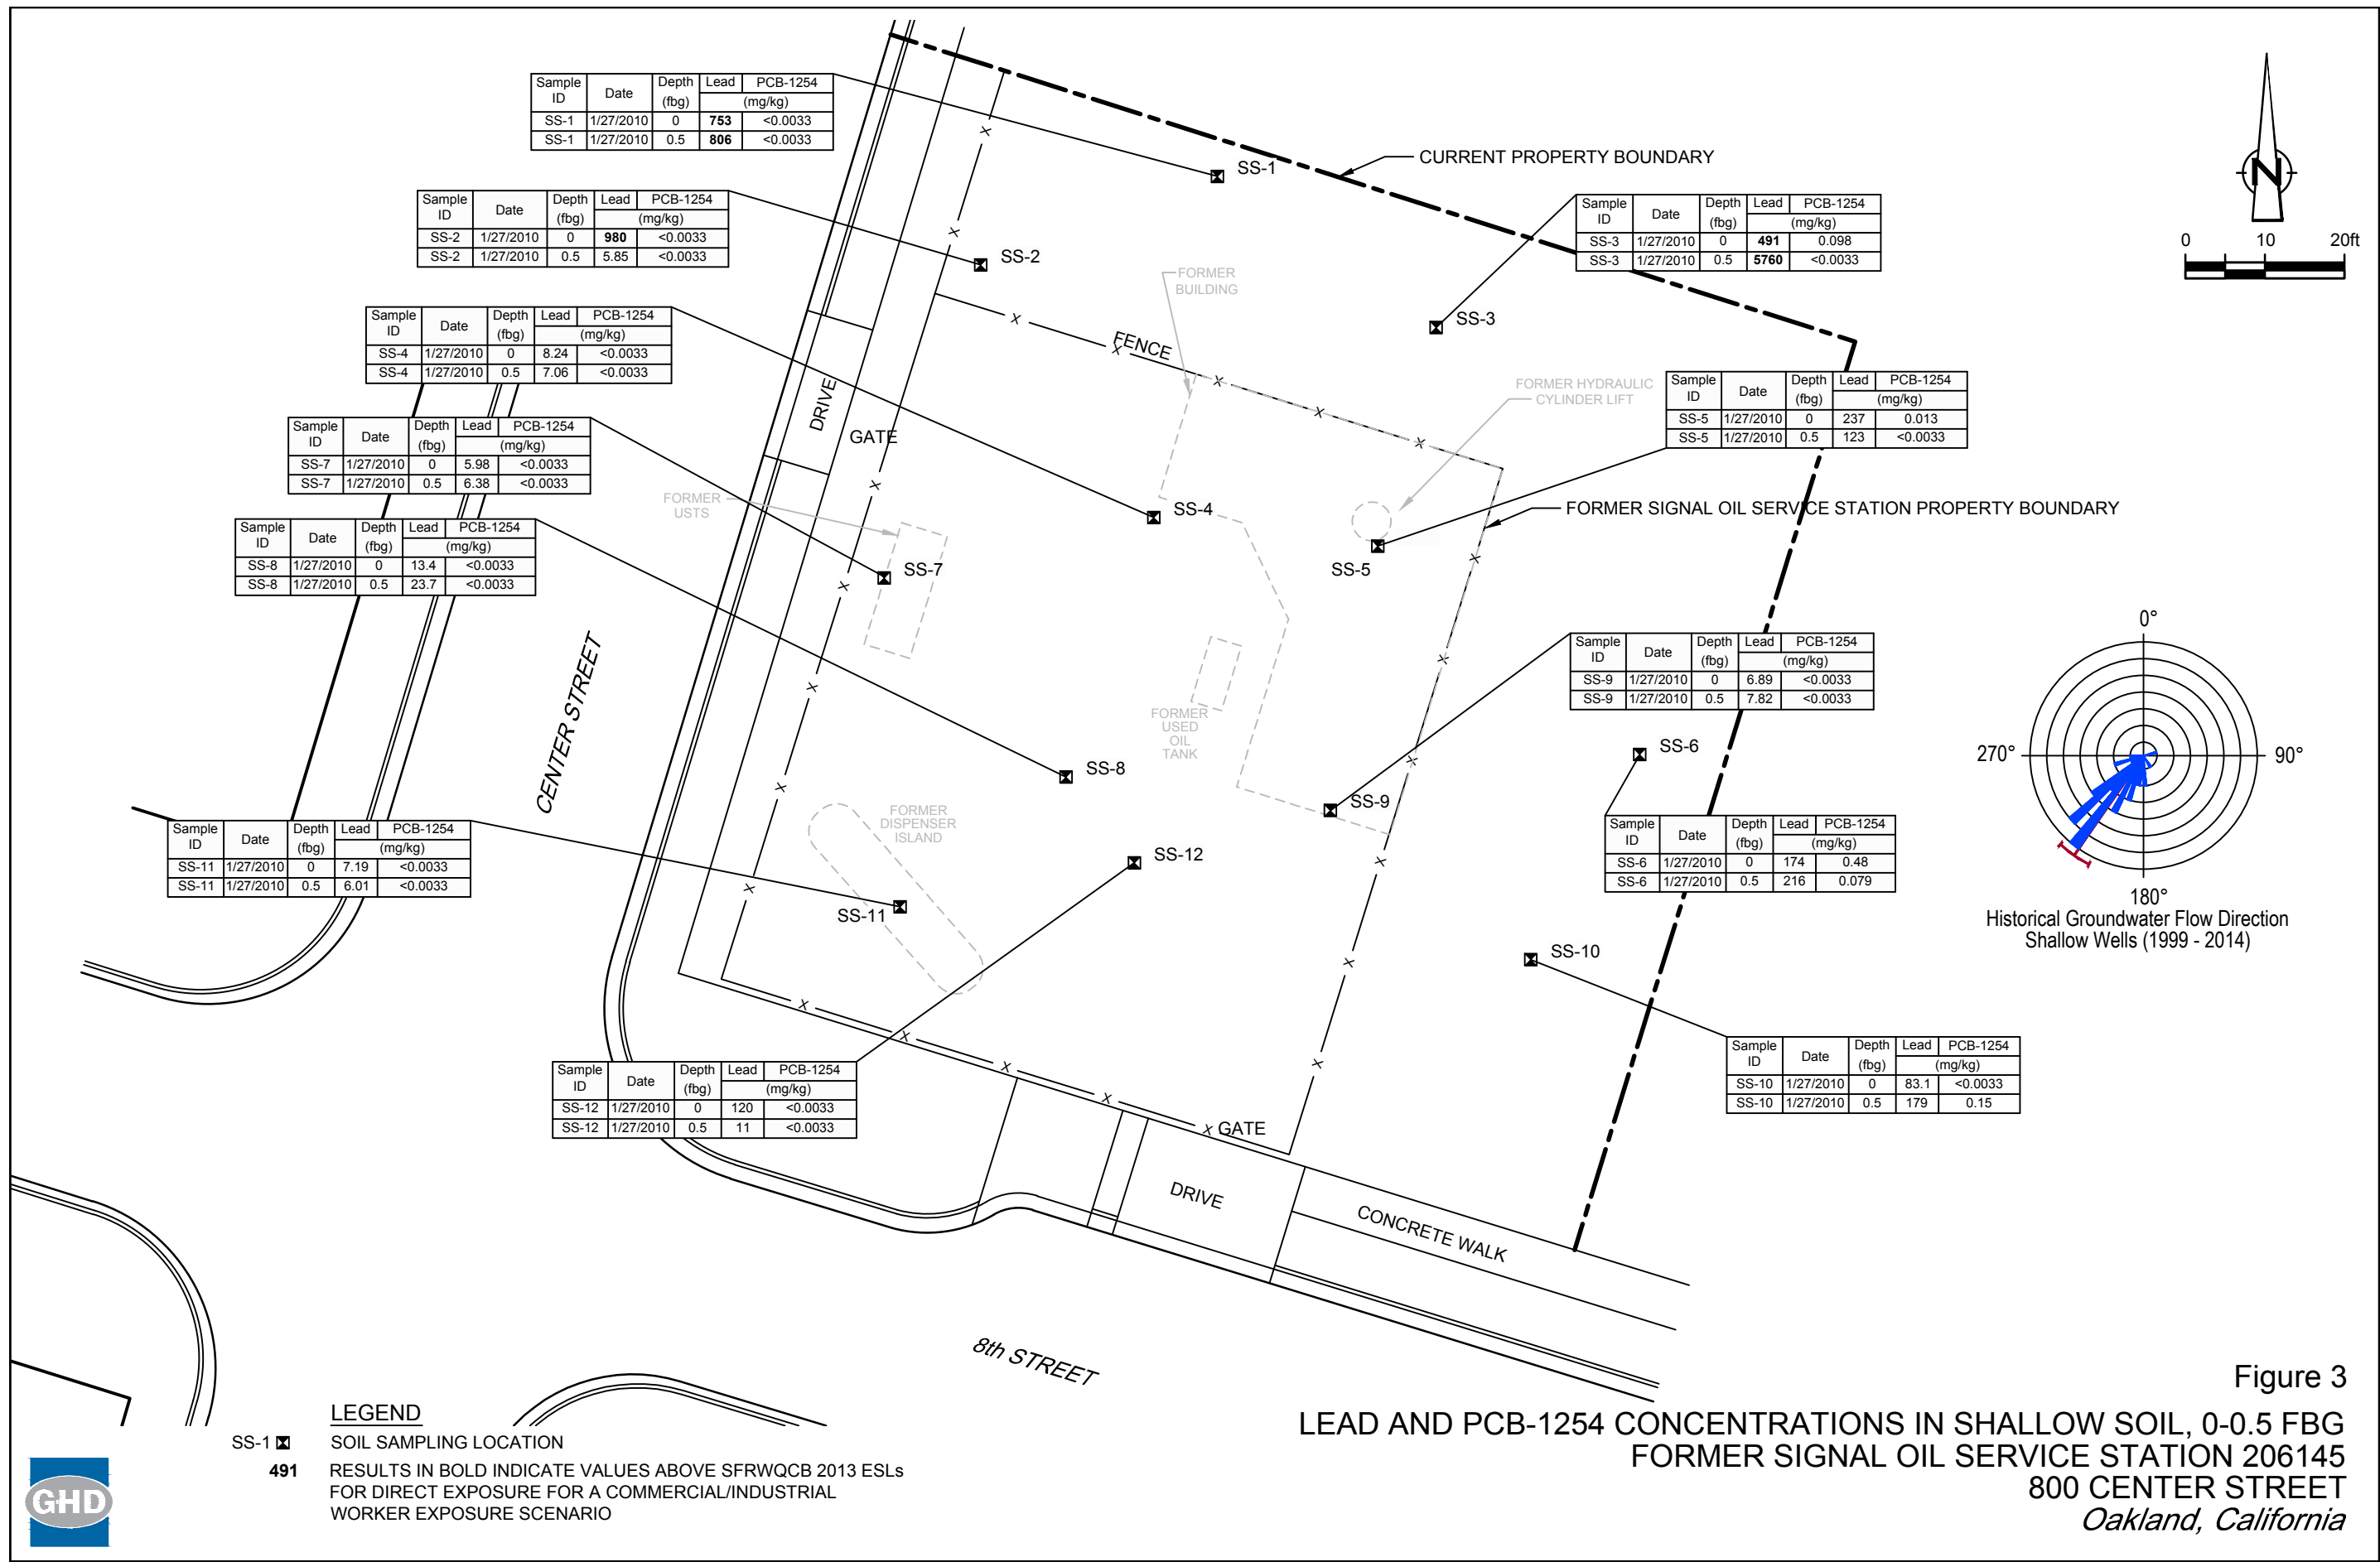 Sample ID Date Depth (fbg) Lead PCB-1254
(mg/kg)
SS-1 1/27/2010 0 753 <0.0033
SS-1 1/27/2010 0.5 806 <0.0033
SS-1
CURRENT PROPERTY BOUNDARY
Sample ID Date Depth (fbg) Lead PCB-1254
(mg/kg)
SS-2 1/27/2010 0 980 <0.0033
SS-2 1/27/2010 0.5 5.85 <0.0033
SS-2
Sample ID Date Depth (fbg) Lead PCB-1254
(mg/kg)
SS-3 1/27/2010 0 491 0.098
SS-3 1/27/2010 0.5 5760 <0.0033
SS-3
N
0 10 20ft
FORMER
BUILDING
FENCE
Sample ID Date Depth (fbg) Lead PCB-1254
(mg/kg)
SS-4 1/27/2010 0 8.24 <0.0033
SS-4 1/27/2010 0.5 7.06 <0.0033
SS-4
DRIVE
GATE
FORMER HYDRAULIC
CYLINDER LIFT
Sample ID Date Depth (fbg) Lead PCB-1254
(mg/kg)
SS-5 1/27/2010 0 237 0.013
SS-5 1/27/2010 0.5 123 <0.0033
SS-5
FORMER SIGNAL OIL SERVICE STATION PROPERTY BOUNDARY
Sample ID Date Depth (fbg) Lead PCB-1254
(mg/kg)
SS-7 1/27/2010 0 5.98 <0.0033
SS-7 1/27/2010 0.5 6.38 <0.0033
FORMER
USTS
SS-7
Sample ID Date Depth (fbg) Lead PCB-1254
(mg/kg)
SS-8 1/27/2010 0 13.4 <0.0033
SS-8 1/27/2010 0.5 23.7 <0.0033
SS-8
CENTER STREET
FORMER
USED
OIL
TANK
Sample ID Date Depth (fbg) Lead PCB-1254
(mg/kg)
SS-9 1/27/2010 0 6.89 <0.0033
SS-9 1/27/2010 0.5 7.82 <0.0033
SS-9
SS-6
Sample ID Date Depth (fbg) Lead PCB-1254
(mg/kg)
SS-6 1/27/2010 0 174 0.48
SS-6 1/27/2010 0.5 216 0.079
0°
270° 90°
180°
Historical Groundwater Flow Direction
Shallow Wells (1999 - 2014)
FORMER
DISPENSER
ISLAND
Sample ID Date Depth (fbg) Lead PCB-1254
(mg/kg)
SS-11 1/27/2010 0 7.19 <0.0033
SS-11 1/27/2010 0.5 6.01 <0.0033
SS-11
SS-12
SS-10
Sample ID Date Depth (fbg) Lead PCB-1254
(mg/kg)
SS-10 1/27/2010 0 83.1 <0.0033
SS-10 1/27/2010 0.5 179 0.15
Sample ID Date Depth (fbg) Lead PCB-1254
(mg/kg)
SS-12 1/27/2010 0 120 <0.0033
SS-12 1/27/2010 0.5 11 <0.0033
GATE
DRIVE
CONCRETE WALK
8th STREET
LEGEND
SS-1 SOIL SAMPLING LOCATION
491 RESULTS IN BOLD INDICATE VALUES ABOVE SFRWQCB 2013 ESLs
FOR DIRECT EXPOSURE FOR A COMMERCIAL/INDUSTRIAL
WORKER EXPOSURE SCENARIO
GHD
Figure 3
LEAD AND PCB-1254 CONCENTRATIONS IN SHALLOW SOIL, 0-0.5 FBG
FORMER SIGNAL OIL SERVICE STATION 206145
800 CENTER STREET
Oakland, California